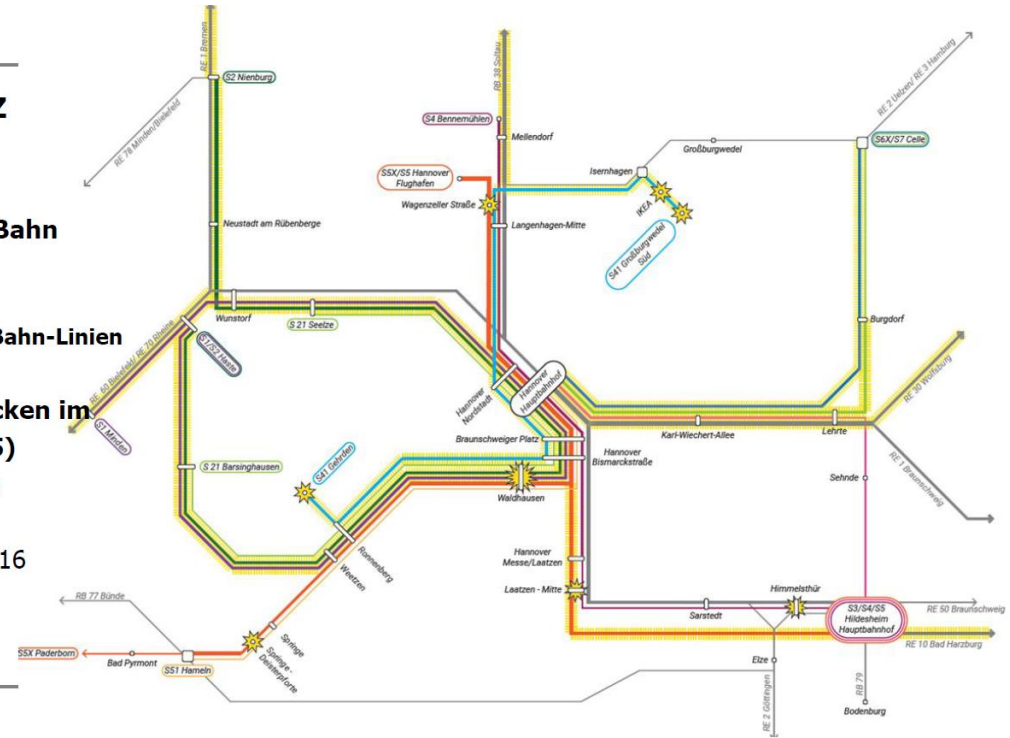 z
Bahn
Bahn-Linien
cken im
5)
16
RE 1 Bremen
S2 Nienburg
RE 78 Minden/Bielefeld
Neustadt am Rübenberge
RB 38 Soltau
S4 Bennemühlen
Mellendorf
S5X/S5 Hannover
Flughafen
Wagenzeller Straße
Langenhagen-Mitte
Isernhagen
Großburgwedel
RE 2 Uelzen/ RE 3 Hamburg
S6X/S7 Celle
IKEA
S41 Großburgwedel
Süd
Wunstorf
S 21 Seelze
S1/S2 Haste
RE 60 Bielefeld/ RE 70 Rheine
S1 Minden
Burgdorf
RE 30 Wolfsburg
Hannover
Nordstadt
Hannover
Hauptbahnhof
Braunschweiger Platz
Hannover
Bismarckstraße
Karl-Wiechert-Allee
Lehrte
S 21 Barsinghausen
S41 Gehrden
Waldhausen
Sehnde
RE 1 Braunschweig
Ronnenberg
Weetzen
Hannover
Messe/Laatzen
Laatzen - Mitte
Himmelsthür
Sarstedt
S3/S4/S5
Hildesheim
Hauptbahnhof
RE 50 Braunschweig
RE 10 Bad Harzburg
RB 77 Bünde
Springe
Springe -
Deisterpforte
S5X Paderborn
Bad Pyrmont
S51 Hameln
Elze
RE 2 Göttingen
RB 79
Bodenburg